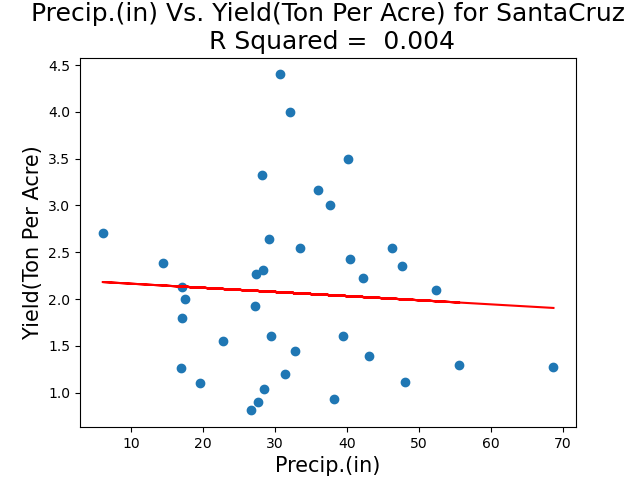 Precip.(in) Vs. Yield(Ton Per Acre) for SantaCruz
R Squared =  0.004
Yield(Ton Per Acre)
4.5
4.0
3.5
3.0
2.5
2.0
1.5
1.0
10 20 30 40 50 60 70
Precip.(in)